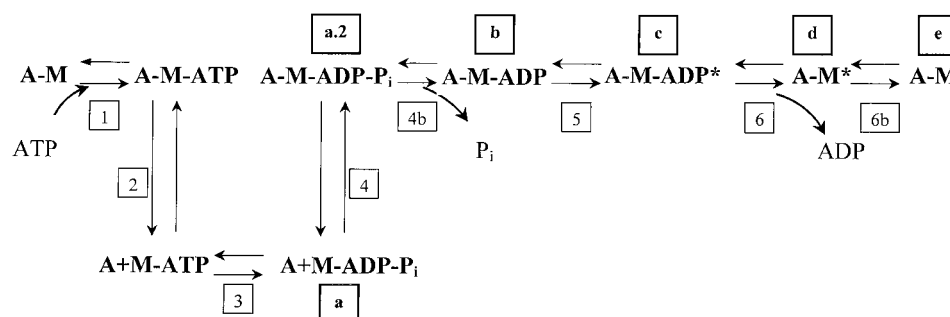 a.2 b c d e
A-M A-M-ATP A-M-ADP-Pi A-M-ADP A-M-ADP* A-M* A-M
1 4b 5 6 6b
ATP Pi ADP
2 4
A+M-ATP A+M-ADP-Pi
3 a